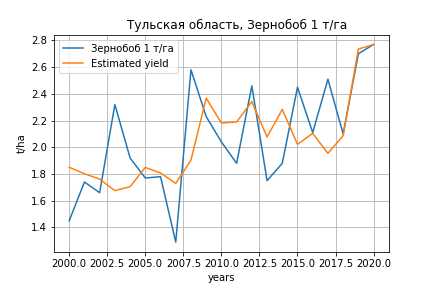 Тульская область, Зернобоб 1 т/га
Зернобоб 1 т/га
Estimated yield
t/ha
2.8
2.6
2.4
2.2
2.0
1.8
1.6
1.4
2000.0 2002.5 2005.0 2007.5 2010.0 2012.5 2015.0 2017.5 2020.0
years